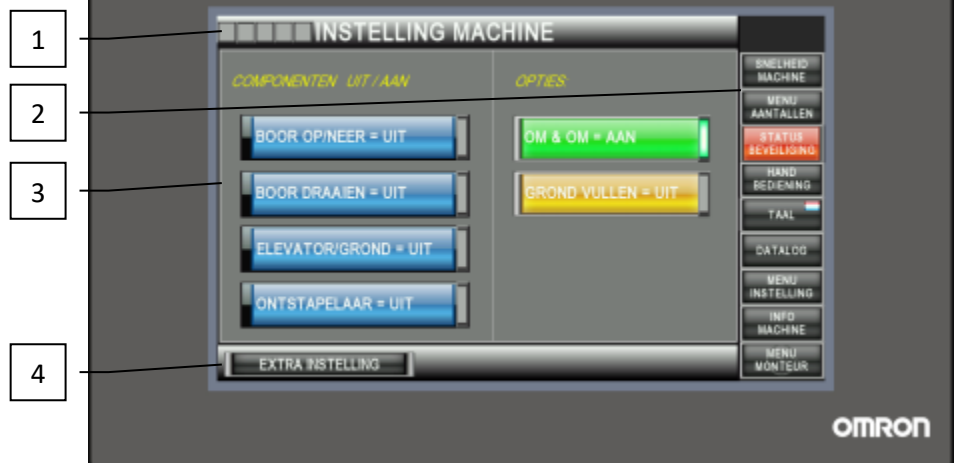 1
INSTELLING MACHINE
2
COMPONENTEN UIT / AAN
OPTIES:
BOOR OP/NEER = UIT
OM & OM = AAN
3
BOOR DRAAIEN = UIT
GROND VULLEN = UIT
ELEVATOR/GROND = UIT
ONTSTAPELAAR = UIT
4
EXTRA INSTELLING
SNELHEID
MACHINE
MENU
AANTALLEN
STATUS
BEVEILIGING
HAND
BEDIENING
TAAL
DATALOG
MENU
INSTELLING
INFO
MACHINE
MENU
MONTEUR
OMRON